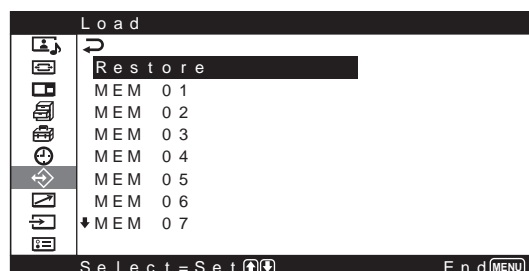 Load
Restore
MEM 01
MEM 02
MEM 03
MEM 04
MEM 05
MEM 06
MEM 07
Select=Set End MENU